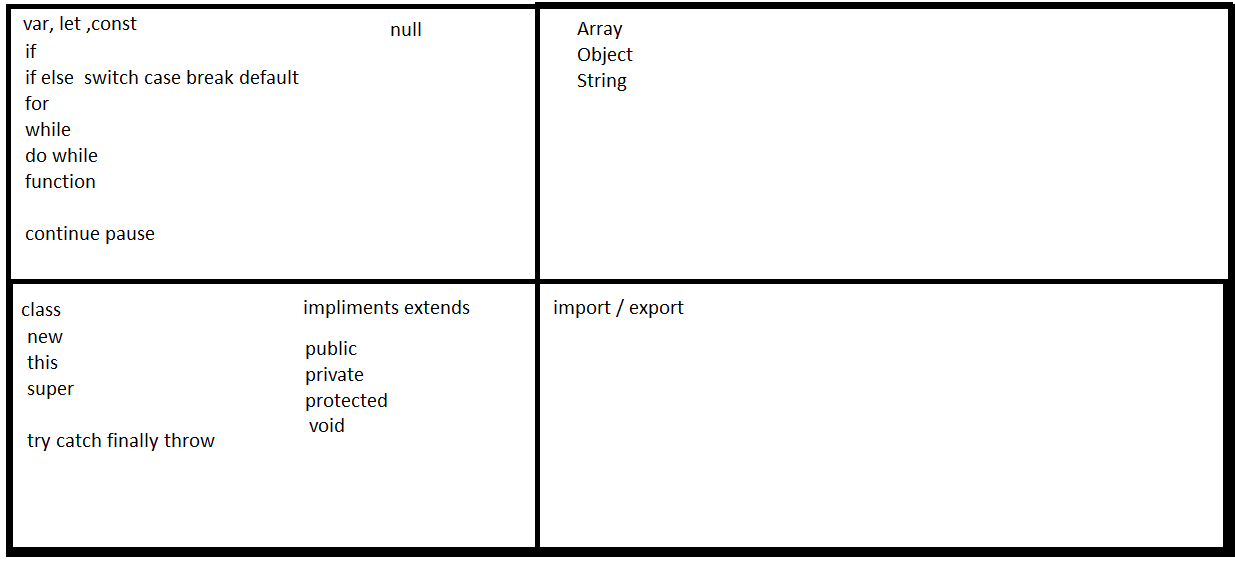 var, let ,const
null
if
if else  switch case break default
for
while
do while
function
continue pause
Array
Object
String
class
new
this
super
try catch finally throw
impliments extends
public
private
protected
void
import / export